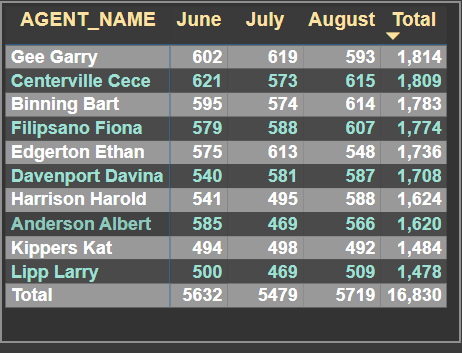 AGENT_NAME June July August Total
Gee Garry 602 619 593 1,814
Centerville Cece 621 573 615 1,809
Binning Bart 595 574 614 1,783
Filipsano Fiona 579 588 607 1,774
Edgerton Ethan 575 613 548 1,736
Davenport Davina 540 581 587 1,708
Harrison Harold 541 495 588 1,624
Anderson Albert 585 469 566 1,620
Kippers Kat 494 498 492 1,484
Lipp Larry 500 469 509 1,478
Total 5632 5479 5719 16,830